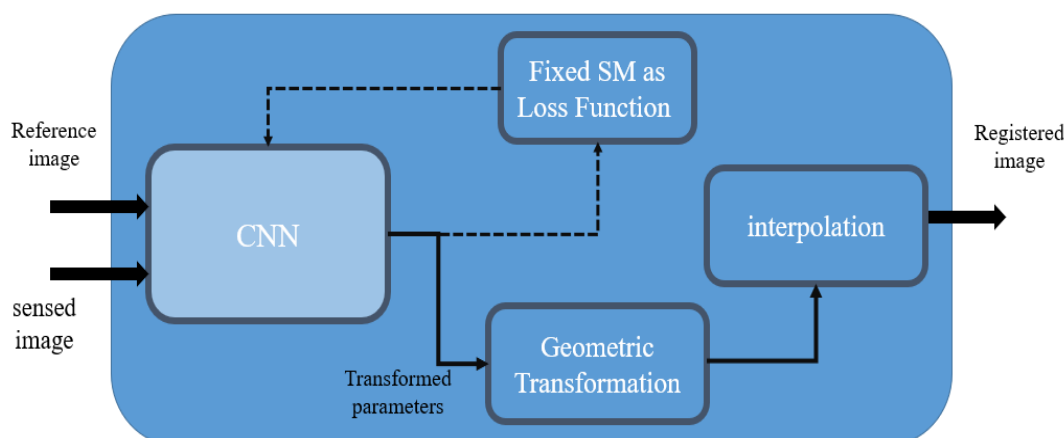 Reference
image
sensed
image
CNN
Fixed SM as
Loss Function
Transformed
parameters
Geometric
Transformation
interpolation
Registered
image